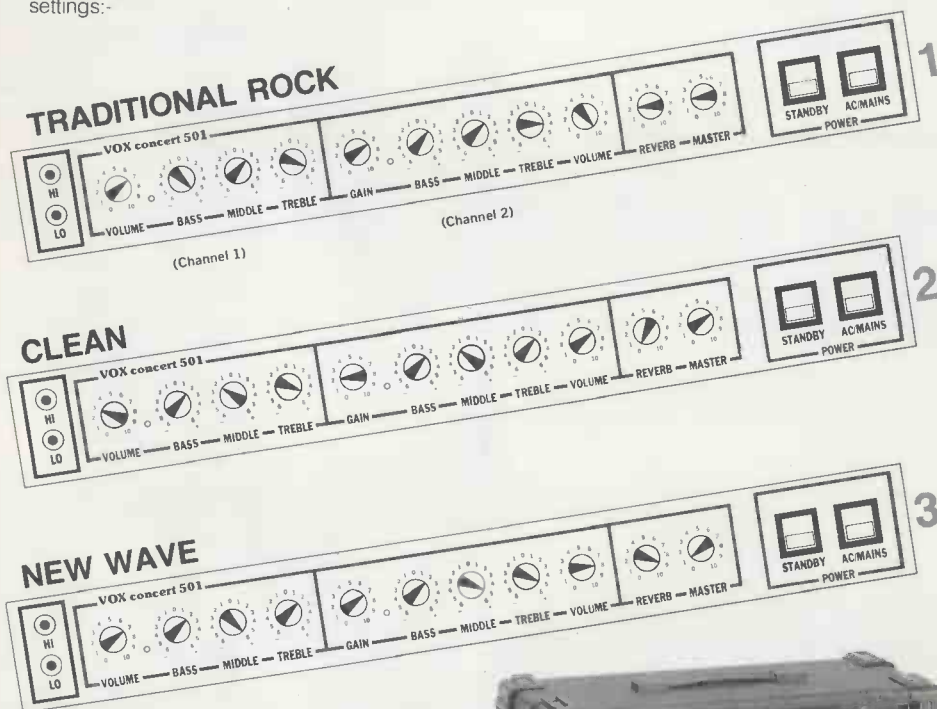 settings:-
TRADITIONAL ROCK
1
VOX concert 501
HI
LO
VOLUME BASS MIDDLE TREBLE GAIN BASS MIDDLE TREBLE VOLUME REVERB MASTER
STANDBY AC/MAINS
POWER
(Channel 1) (Channel 2)
CLEAN
2
VOX concert 501
HI
LO
VOLUME BASS MIDDLE TREBLE GAIN BASS MIDDLE TREBLE VOLUME REVERB MASTER
STANDBY AC/MAINS
POWER
NEW WAVE
3
VOX concert 501
HI
LO
VOLUME BASS MIDDLE TREBLE GAIN BASS MIDDLE TREBLE VOLUME REVERB MASTER
STANDBY AC/MAINS
POWER